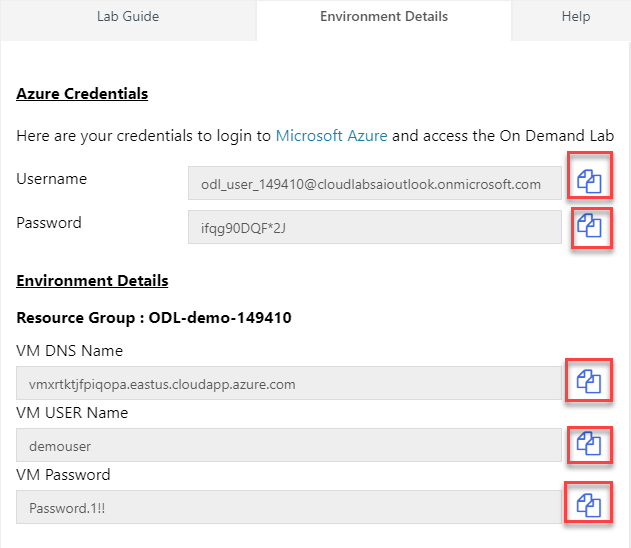 Lab Guide
Environment Details
Help
Azure Credentials
Here are your credentials to login to Microsoft Azure and access the On Demand Lab
Username
odl_user_149410@cloudlabsaioutlook.onmicrosoft.com
Password
ifqg90DQF*2J
Environment Details
Resource Group : ODL-demo-149410
VM DNS Name
vmxrtktjfpiqopa.eastus.cloudapp.azure.com
VM USER Name
demouser
VM Password
Password.1!!